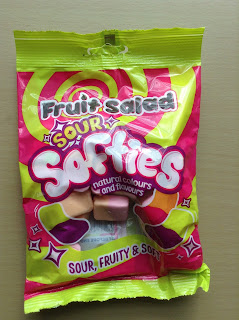 Fruit Salad
SOUR
Softies
natural colours
and flavours
SOUR, FRUITY & SOFT